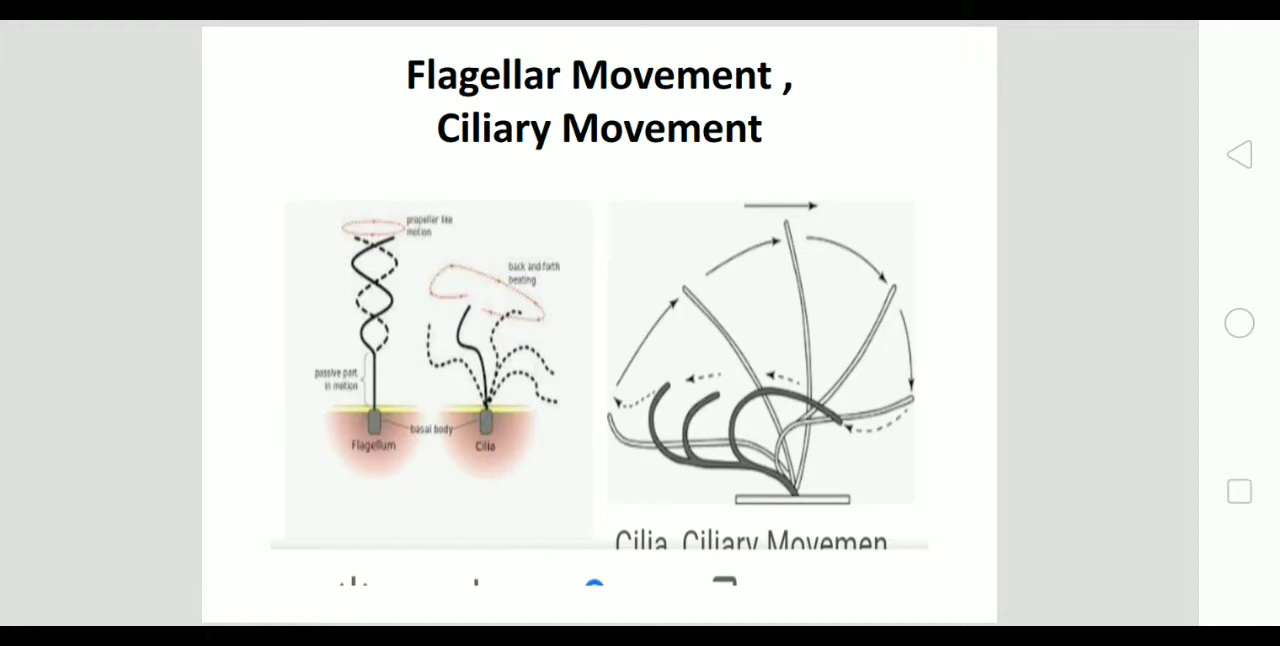 Flagellar Movement ,
Ciliary Movement
propeller like
motion
back and forth
beating
passive part
in motion
basal body
Flagellum
Cilia
Cilia Ciliary Movemen